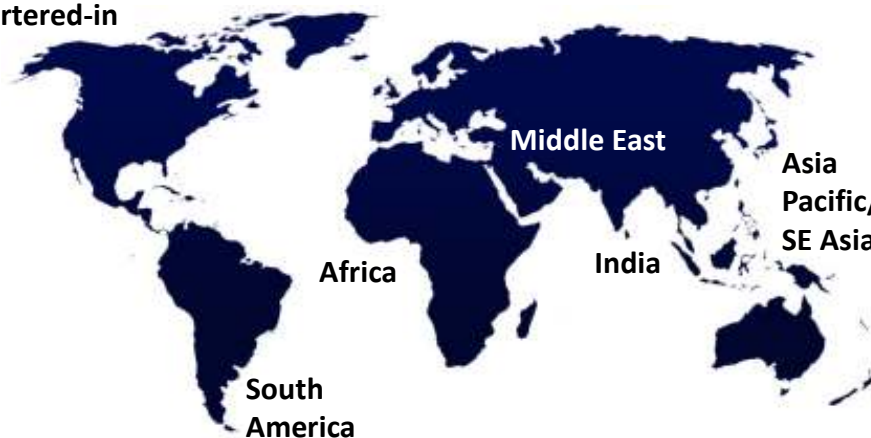 rtered-in
Middle East
Asia
Pacific/
SE Asia
India
Africa
South
America